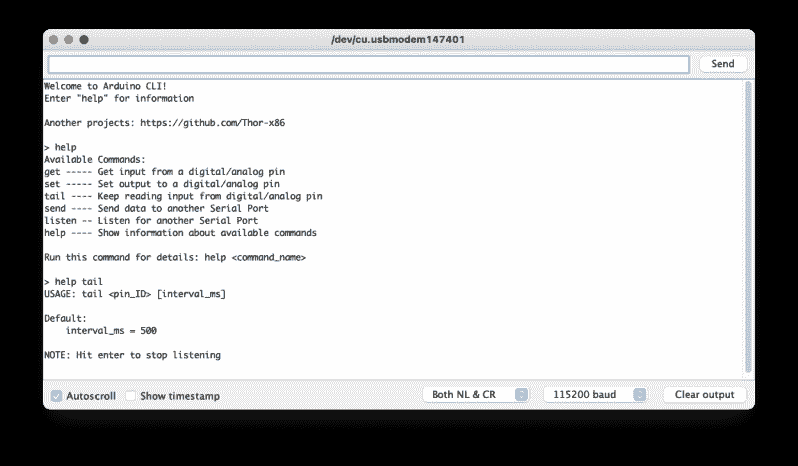 /dev/cu.usbmodem147401
Send
Welcome to Arduino CLI!
Enter "help" for information
Another projects: https://github.com/Thor-x86
> help
Available Commands:
get ----- Get input from a digital/analog pin
set ----- Set output to a digital/analog pin
tail ---- Keep reading input from digital/analog pin
send ---- Send data to another Serial Port
listen -- Listen for another Serial Port
help ---- Show information about available commands
Run this command for details: help <command_name>
> help tail
USAGE: tail <pin_ID> [interval_ms]
Default:
    interval_ms = 500
NOTE: Hit enter to stop listening
Autoscroll Show timestamp Both NL & CR 115200 baud Clear output